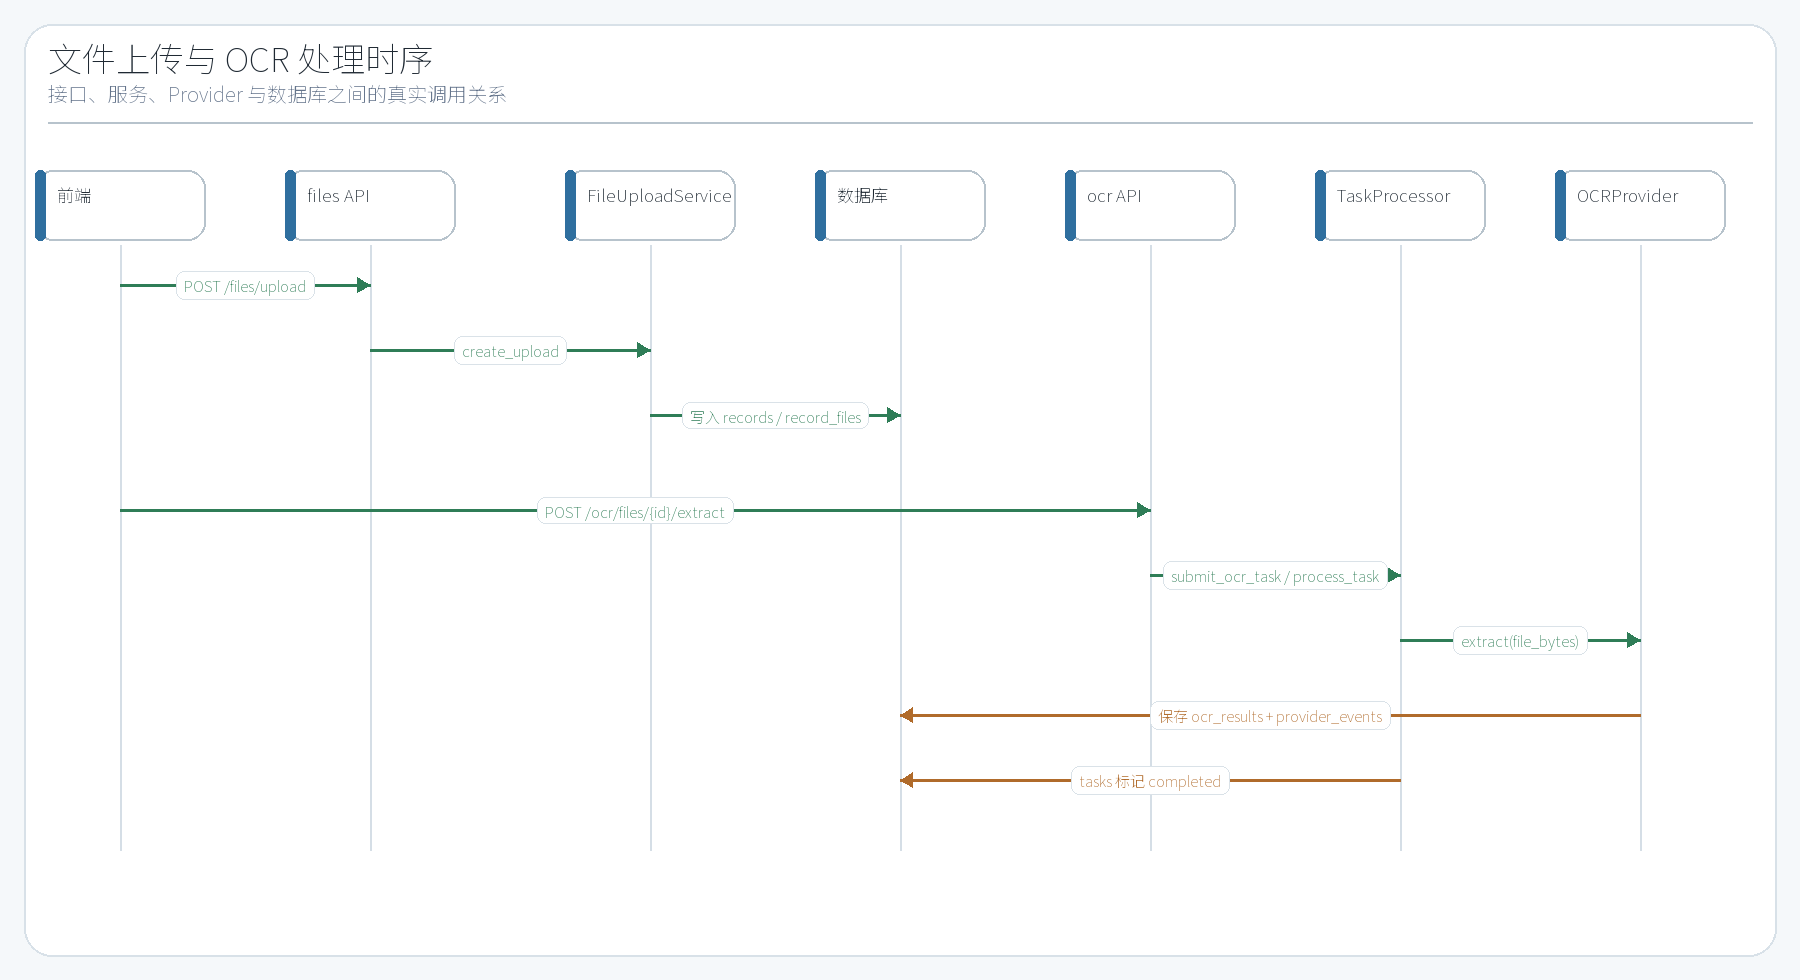 文件上传与 OCR 处理时序
接口、服务、Provider 与数据库之间的真实调用关系
前端
files API
FileUploadService
数据库
ocr API
TaskProcessor
OCRProvider
POST /files/upload
create_upload
写入 records / record_files
POST /ocr/files/{id}/extract
submit_ocr_task / process_task
extract(file_bytes)
保存 ocr_results + provider_events
tasks 标记 completed